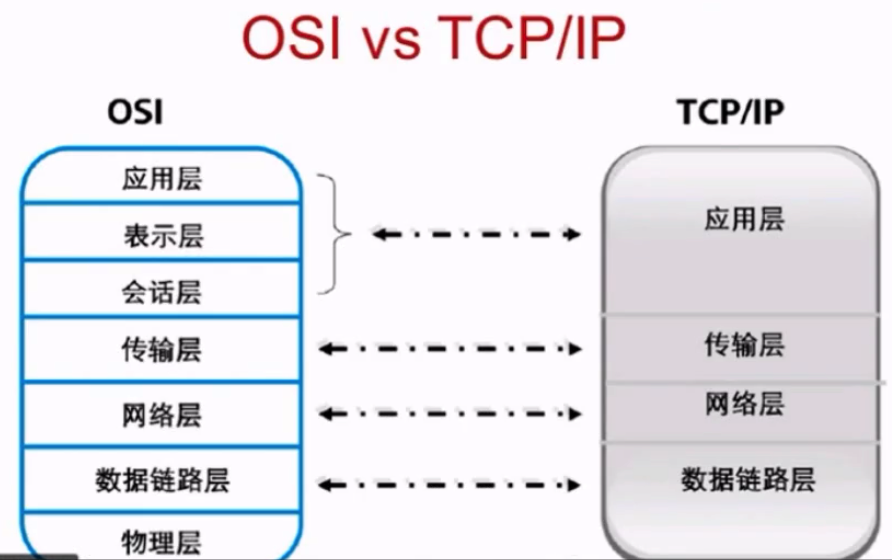 OSI vs TCP/IP
OSI
应用层
表示层
会话层
传输层
网络层
数据链路层
物理层
TCP/IP
应用层
传输层
网络层
数据链路层